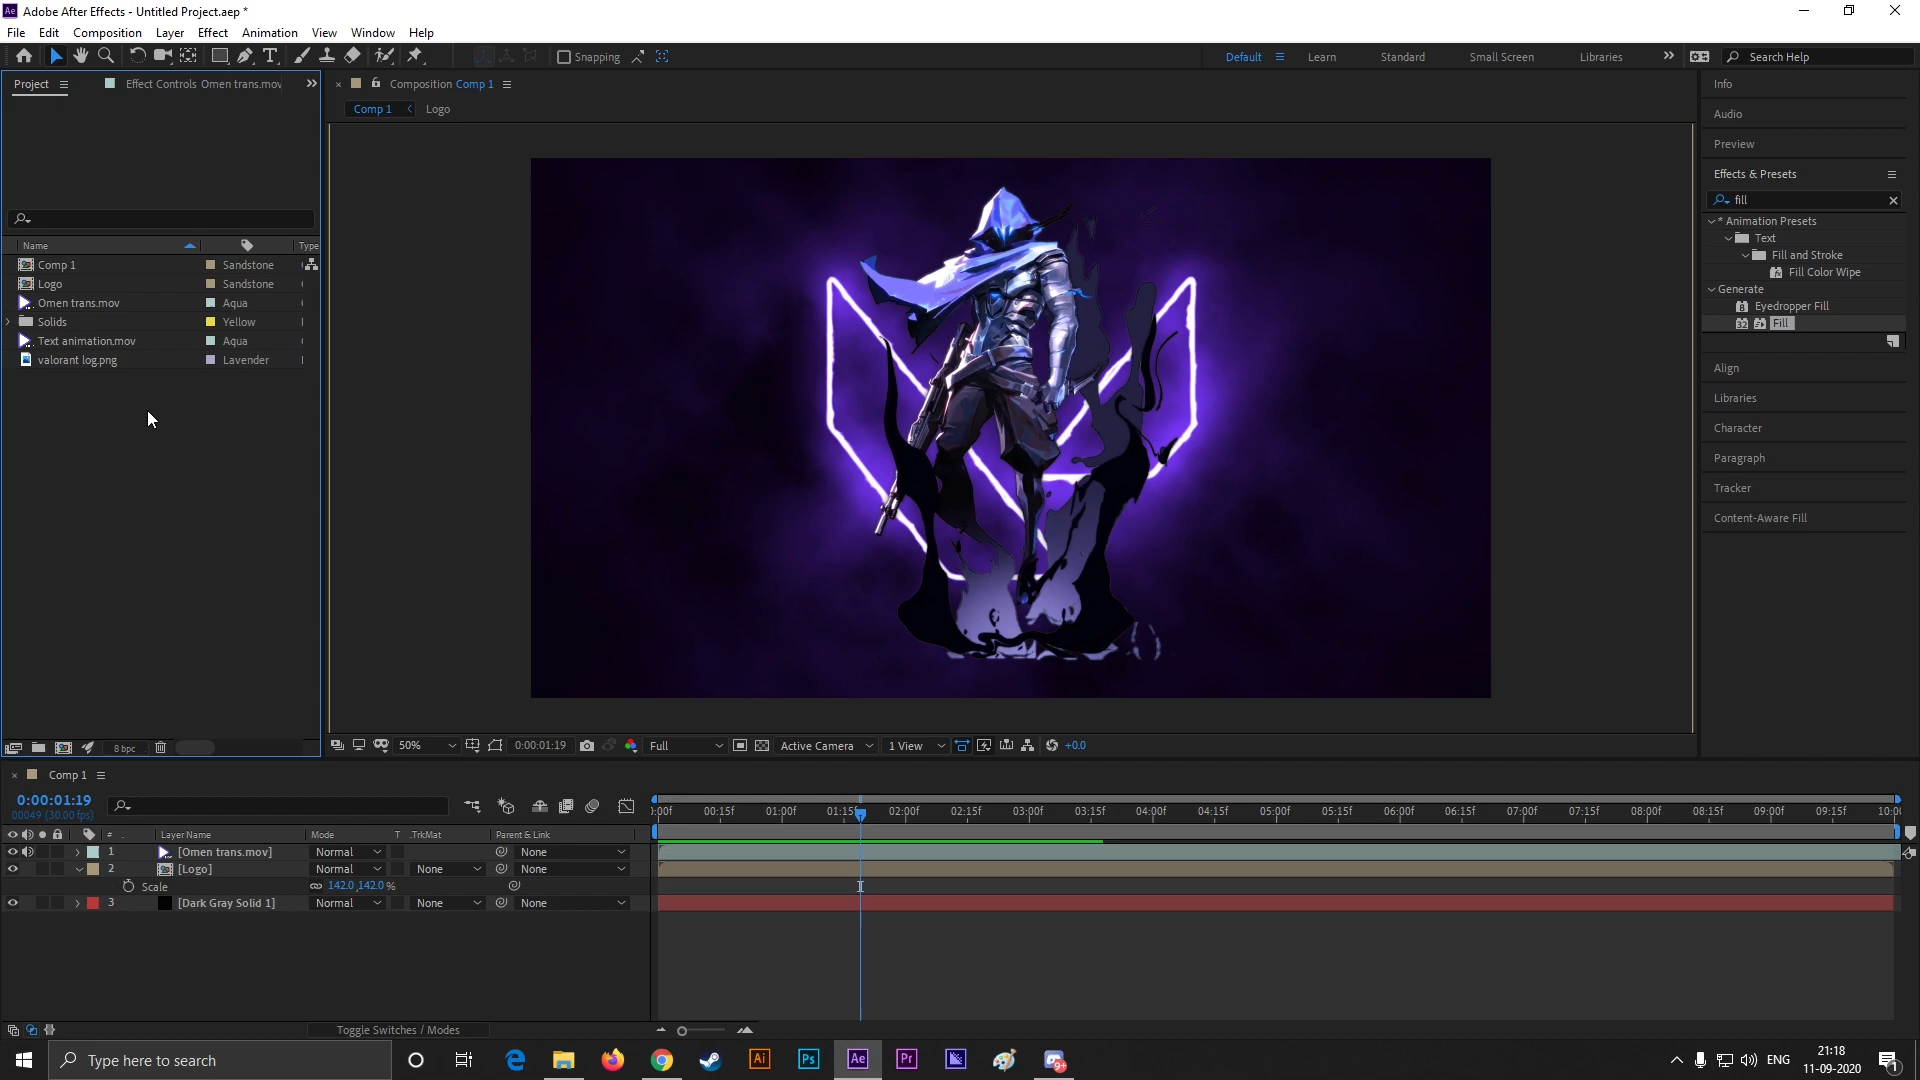 Ae Adobe After Effects - Untitled Project.aep *
File Edit Composition Layer Effect Animation View Window Help
Snapping
Default Learn Standard Small Screen Libraries Search Help
Project Effect Controls Omen trans.mov
Composition Comp 1
Comp 1 Logo
Name Type
Comp 1 Sandstone
Logo Sandstone
Omen trans.mov Aqua
Solids Yellow
Text animation.mov Aqua
valorant log.png Lavender
8 bpc
50% 0:00:01:19 Full Active Camera 1 View +0.0
Info
Audio
Preview
Effects & Presets
fill
* Animation Presets
Text
Fill and Stroke
Fill Color Wipe
Generate
Eyedropper Fill
Fill
Align
Libraries
Character
Paragraph
Tracker
Content-Aware Fill
Comp 1
0:00:01:19
00049 (30.00 fps)
:00f 00:15f 01:00f 01:15f 02:00f 02:15f 03:00f 03:15f 04:00f 04:15f 05:00f 05:15f 06:00f 06:15f 07:00f 07:15f 08:00f 08:15f 09:00f 09:15f 10:0
# Layer Name Mode T .TrkMat Parent & Link
1 [Omen trans.mov] Normal None
2 [Logo] Normal None None
Scale 142.0,142.0 %
3 [Dark Gray Solid 1] Normal None None
Toggle Switches / Modes
Type here to search
Ai Ps Ae Pr
9+
ENG
21:18
11-09-2020
1